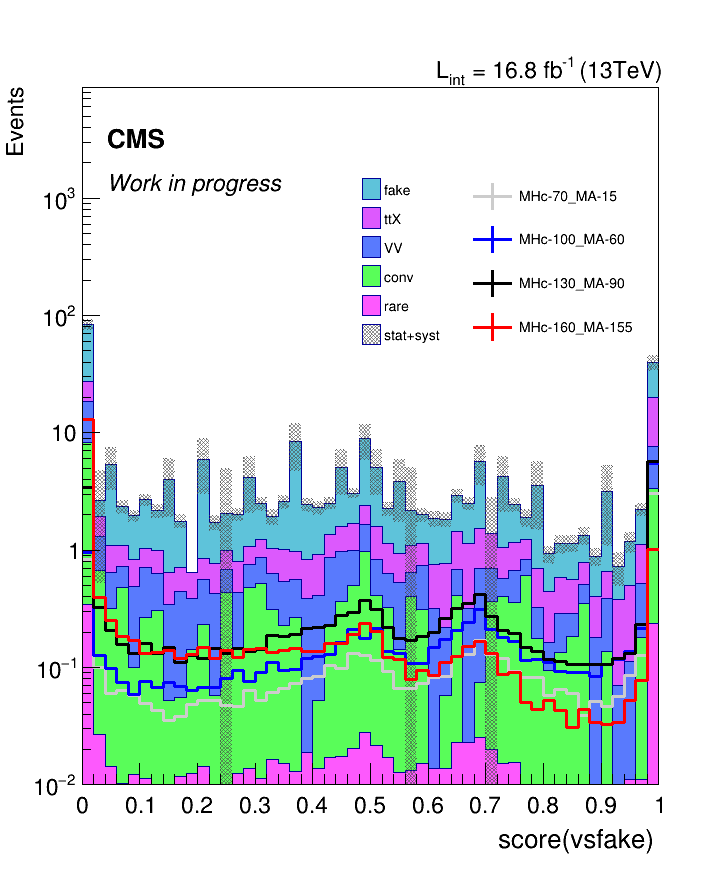 L_int = 16.8 fb^-1 (13TeV)
Events
CMS
Work in progress
fake
ttX
VV
conv
rare
stat+syst
MHc-70_MA-15
MHc-100_MA-60
MHc-130_MA-90
MHc-160_MA-155
10^3
10^2
10
1
10^-1
10^-2
0 0.1 0.2 0.3 0.4 0.5 0.6 0.7 0.8 0.9 1
score(vsfake)